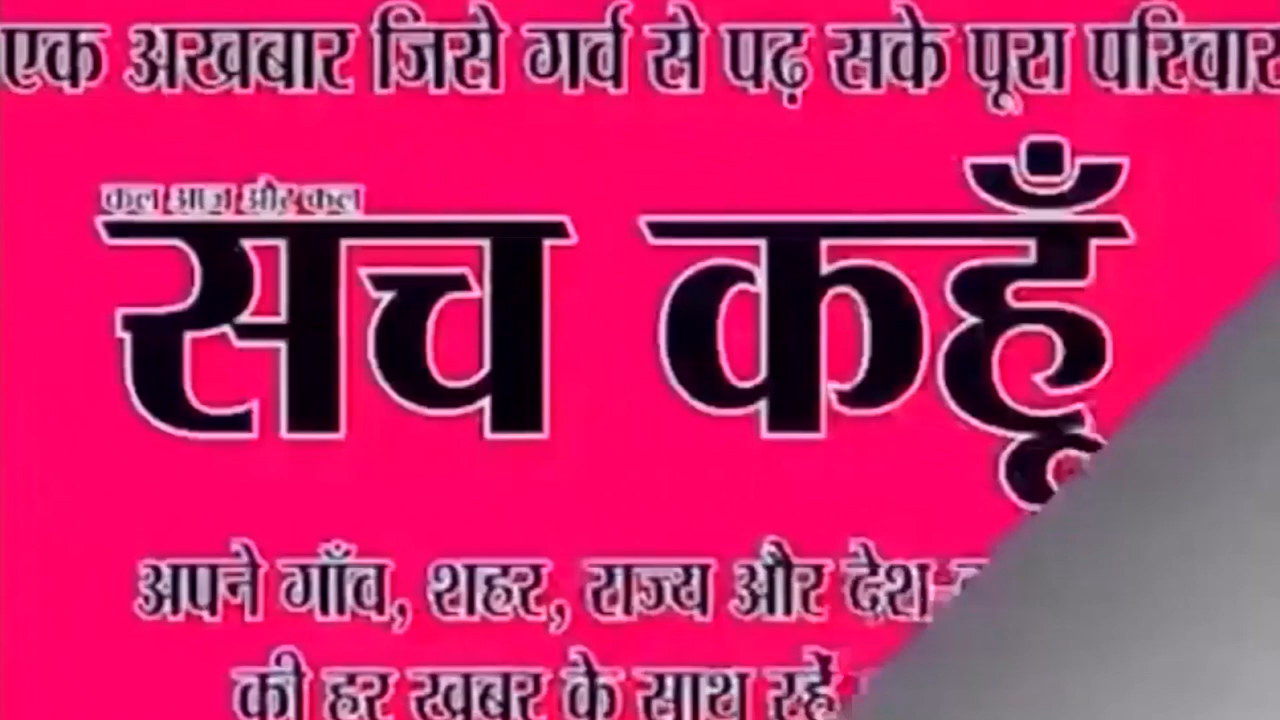 एक अखबार जिसे गर्व से पढ़ सके पूरा परिवार
कल आज और कल
सच कहूँ
अपने गाँव, शहर, राज्य और देश-
की हर खबर के साथ रहें